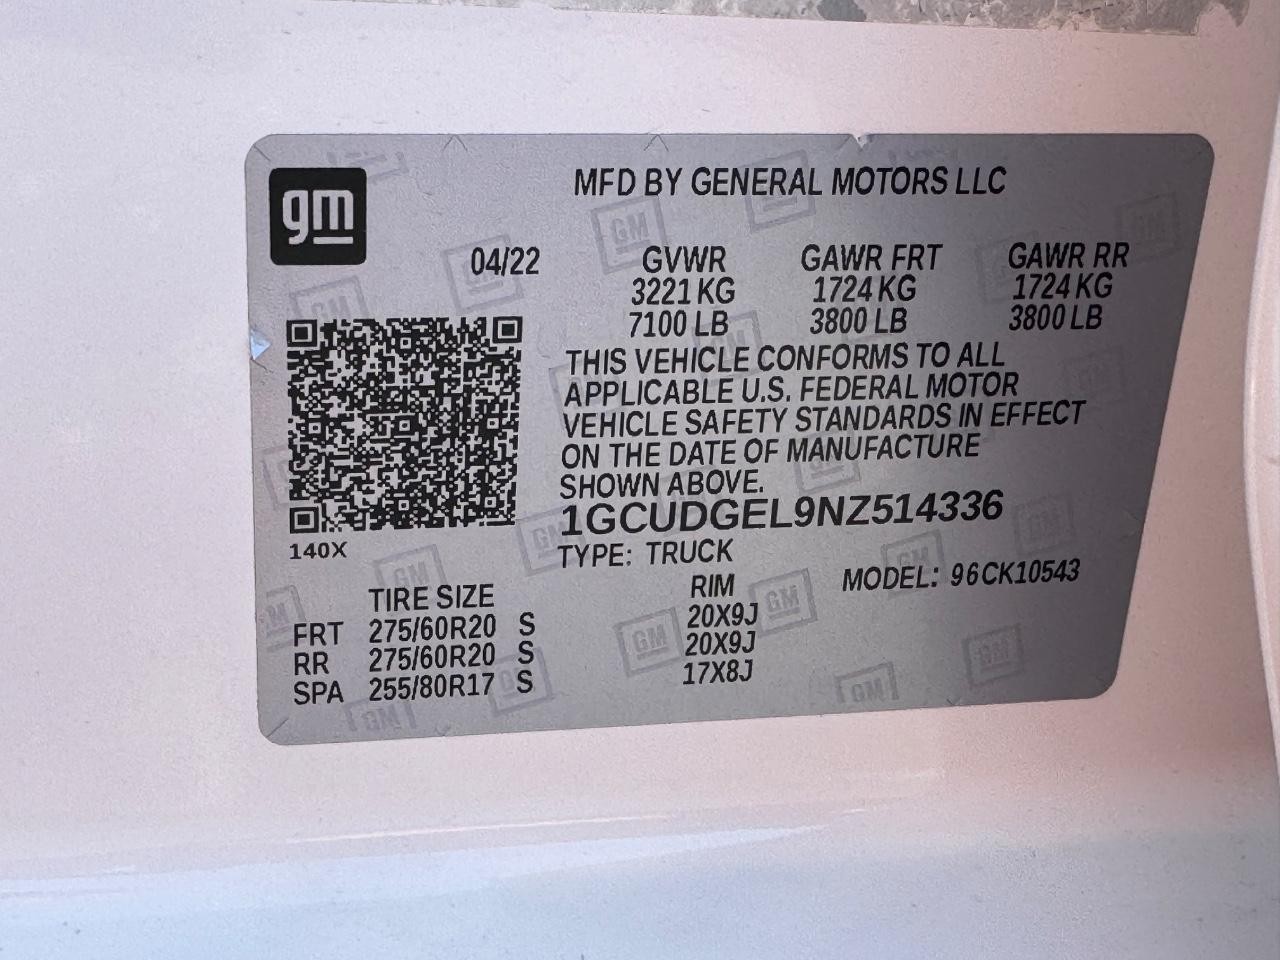 gm
MFD BY GENERAL MOTORS LLC
04/22
GVWR GAWR FRT GAWR RR
3221 KG 1724 KG 1724 KG
7100 LB 3800 LB 3800 LB
THIS VEHICLE CONFORMS TO ALL
APPLICABLE U.S. FEDERAL MOTOR
VEHICLE SAFETY STANDARDS IN EFFECT
ON THE DATE OF MANUFACTURE
SHOWN ABOVE.
1GCUDGEL9NZ514336
140X
TYPE: TRUCK
MODEL: 96CK10543
TIRE SIZE RIM
FRT 275/60R20 S 20X9J
RR 275/60R20 S 20X9J
SPA 255/80R17 S 17X8J